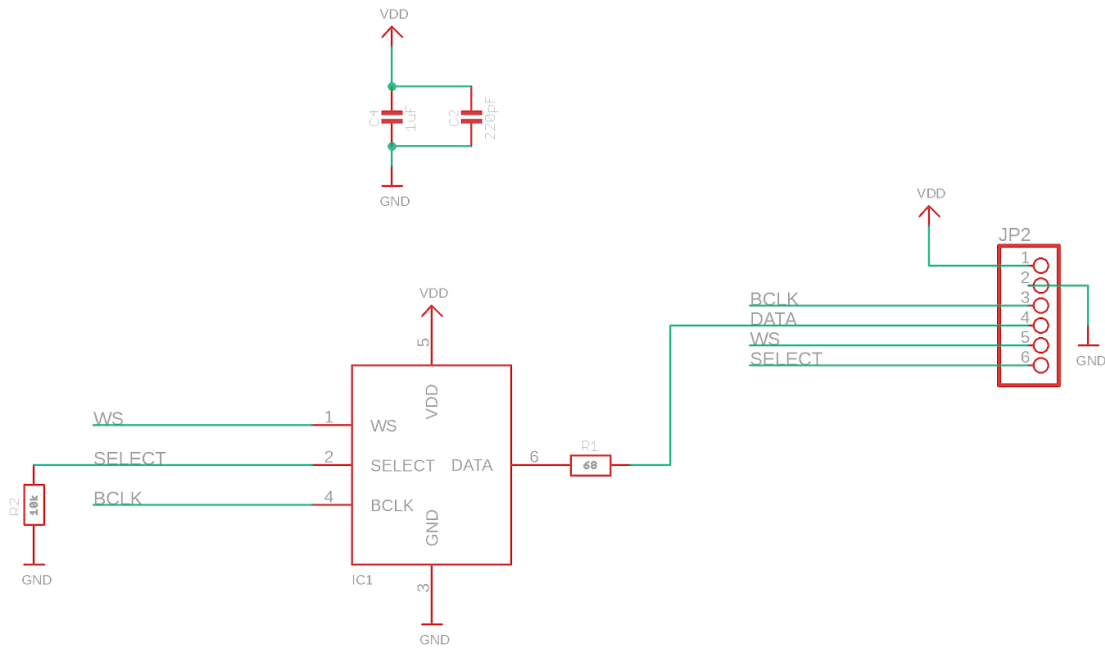 VDD
C4
1uF
C2
220pF
GND
VDD
JP2
1
2
3
4
5
6
BCLK
DATA
WS
SELECT
GND
VDD
5
VDD
WS
1
WS
SELECT
2
SELECT
DATA
6
R1
68
BCLK
4
BCLK
R2
10k
GND
GND
IC1
3
GND